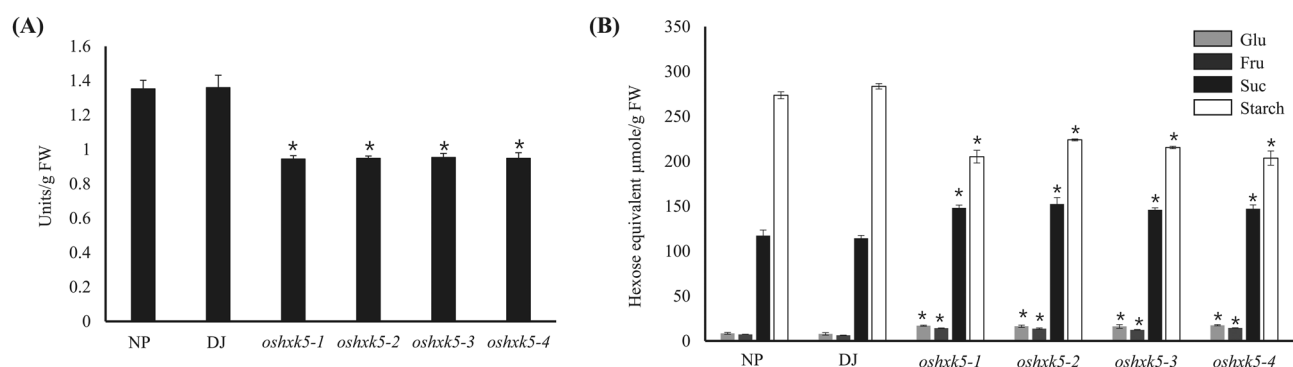 (A)
Units/g FW
1.6
1.4
1.2
1
0.8
0.6
0.4
0.2
0
* * * *
NP DJ oshxk5-1 oshxk5-2 oshxk5-3 oshxk5-4
(B)
Hexose equivalent µmole/g FW
350
300
250
200
150
100
50
0
Glu
Fru
Suc
Starch
* * * *
* * * *
* * * * * * * *
NP DJ oshxk5-1 oshxk5-2 oshxk5-3 oshxk5-4